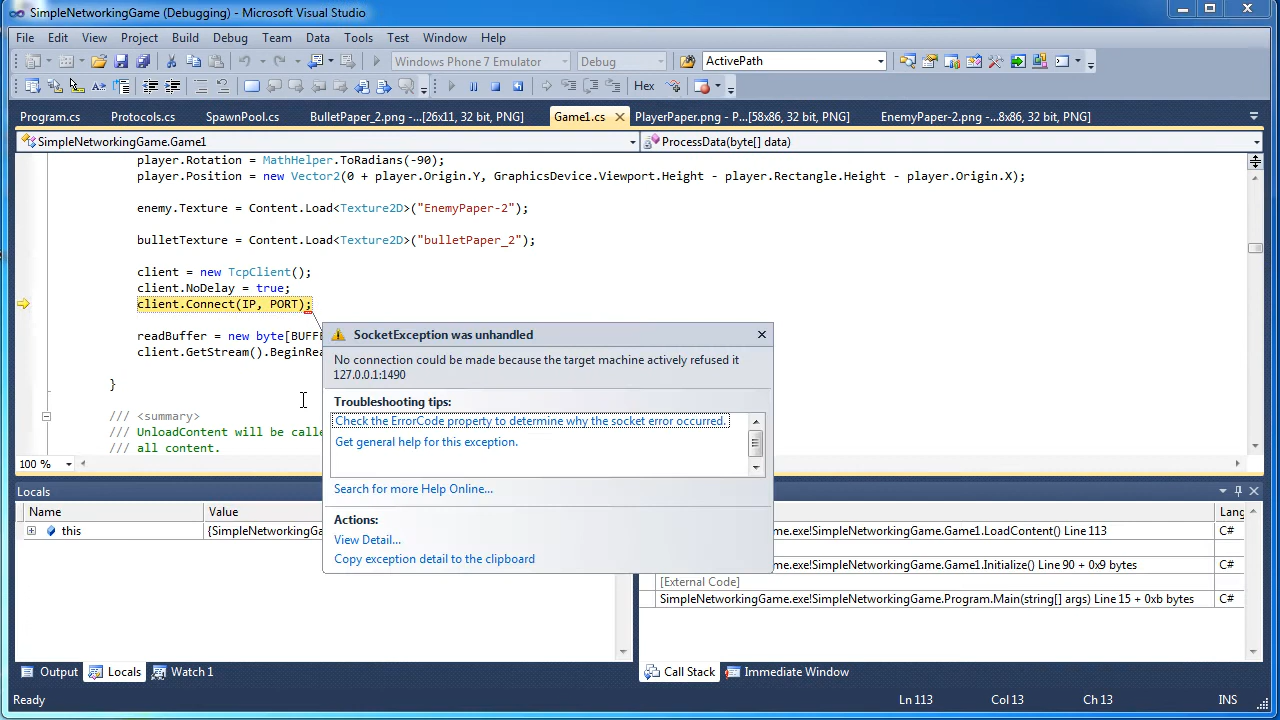 SimpleNetworkingGame (Debugging) - Microsoft Visual Studio
File Edit View Project Build Debug Team Data Tools Test Window Help
Windows Phone 7 Emulator Debug ActivePath
Hex
Program.cs Protocols.cs SpawnPool.cs BulletPaper_2.png -...[26x11, 32 bit, PNG] Game1.cs PlayerPaper.png - P...[58x86, 32 bit, PNG] EnemyPaper-2.png -...8x86, 32 bit, PNG]
SimpleNetworkingGame.Game1 ProcessData(byte[] data)
player.Rotation = MathHelper.ToRadians(-90);
player.Position = new Vector2(0 + player.Origin.Y, GraphicsDevice.Viewport.Height - player.Rectangle.Height - player.Origin.X);
enemy.Texture = Content.Load<Texture2D>("EnemyPaper-2");
bulletTexture = Content.Load<Texture2D>("bulletPaper_2");
client = new TcpClient();
client.NoDelay = true;
client.Connect(IP, PORT);
readBuffer = new byte[BUFFE
client.GetStream().BeginRea
}
/// <summary>
/// UnloadContent will be calle
/// all content.
100 %
SocketException was unhandled
No connection could be made because the target machine actively refused it
127.0.0.1:1490
Troubleshooting tips:
Check the ErrorCode property to determine why the socket error occurred.
Get general help for this exception.
Search for more Help Online...
Actions:
View Detail...
Copy exception detail to the clipboard
Locals
Name Value
this {SimpleNetworkingGa
Lang
.exe!SimpleNetworkingGame.Game1.LoadContent() Line 113 C#
.exe!SimpleNetworkingGame.Game1.Initialize() Line 90 + 0x9 bytes C#
[External Code]
SimpleNetworkingGame.exe!SimpleNetworkingGame.Program.Main(string[] args) Line 15 + 0xb bytes C#
Output Locals Watch 1 Call Stack Immediate Window
Ready Ln 113 Col 13 Ch 13 INS